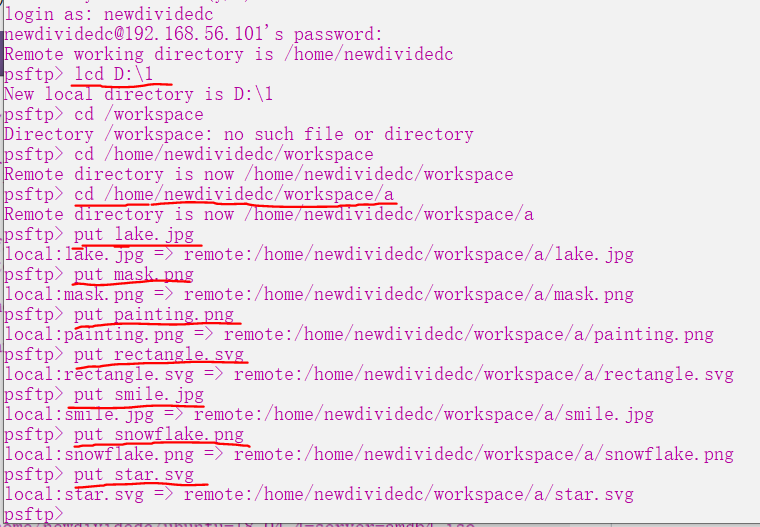 login as: newdividedc
newdividedc@192.168.56.101's password:
Remote working directory is /home/newdividedc
psftp> lcd D:\1
New local directory is D:\1
psftp> cd /workspace
Directory /workspace: no such file or directory
psftp> cd /home/newdividedc/workspace
Remote directory is now /home/newdividedc/workspace
psftp> cd /home/newdividedc/workspace/a
Remote directory is now /home/newdividedc/workspace/a
psftp> put lake.jpg
local:lake.jpg => remote:/home/newdividedc/workspace/a/lake.jpg
psftp> put mask.png
local:mask.png => remote:/home/newdividedc/workspace/a/mask.png
psftp> put painting.png
local:painting.png => remote:/home/newdividedc/workspace/a/painting.png
psftp> put rectangle.svg
local:rectangle.svg => remote:/home/newdividedc/workspace/a/rectangle.svg
psftp> put smile.jpg
local:smile.jpg => remote:/home/newdividedc/workspace/a/smile.jpg
psftp> put snowflake.png
local:snowflake.png => remote:/home/newdividedc/workspace/a/snowflake.png
psftp> put star.svg
local:star.svg => remote:/home/newdividedc/workspace/a/star.svg
psftp>